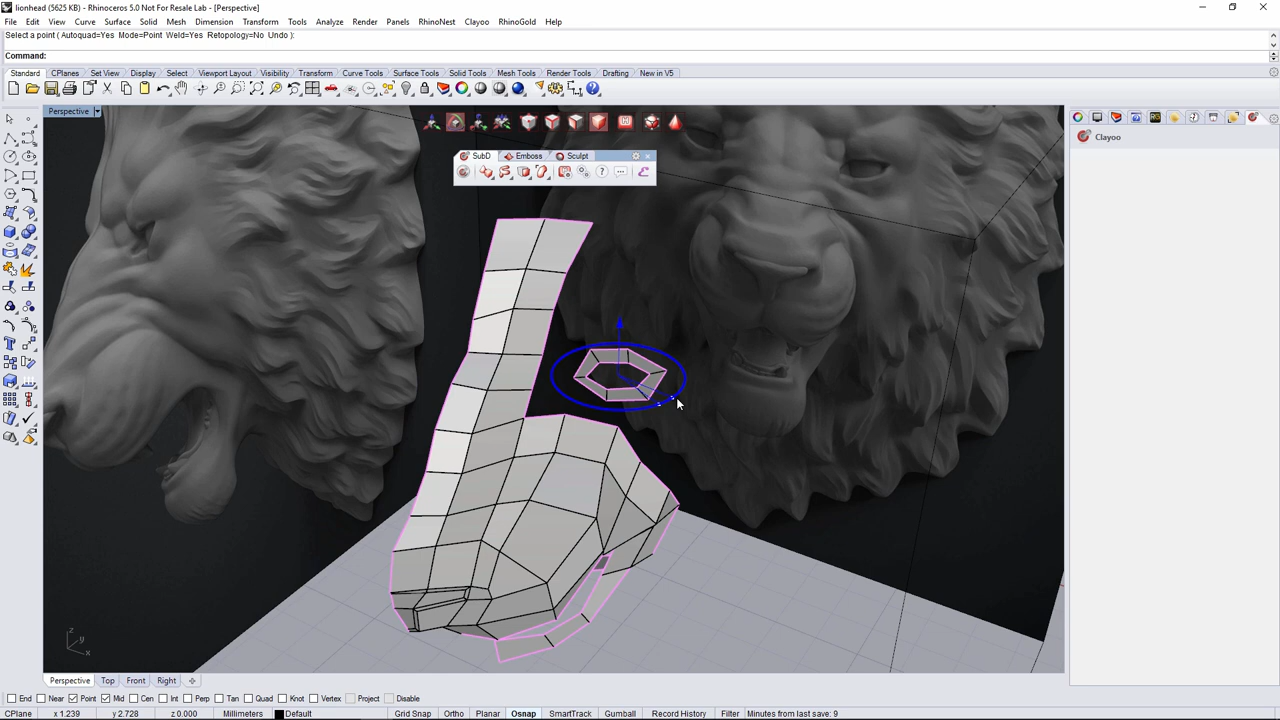 lionhead (5625 KB) - Rhinoceros 5.0 Not For Resale Lab - [Perspective]
File Edit View Curve Surface Solid Mesh Dimension Transform Tools Analyze Render Panels RhinoNest Clayoo RhinoGold Help
Select a point ( Autoquad=Yes Mode=Point Weld=Yes Retopology=No Undo ):
Command:
Standard CPlanes Set View Display Select Viewport Layout Visibility Transform Curve Tools Surface Tools Solid Tools Mesh Tools Render Tools Drafting New in V5
Perspective
Clayoo
SubD Emboss Sculpt
z
y
x
Perspective Top Front Right
End Near Point Mid Cen Int Perp Tan Quad Knot Vertex Project Disable
CPlane x 1.239 y 2.728 z 0.000 Millimeters Default Grid Snap Ortho Planar Osnap SmartTrack Gumball Record History Filter Minutes from last save: 9